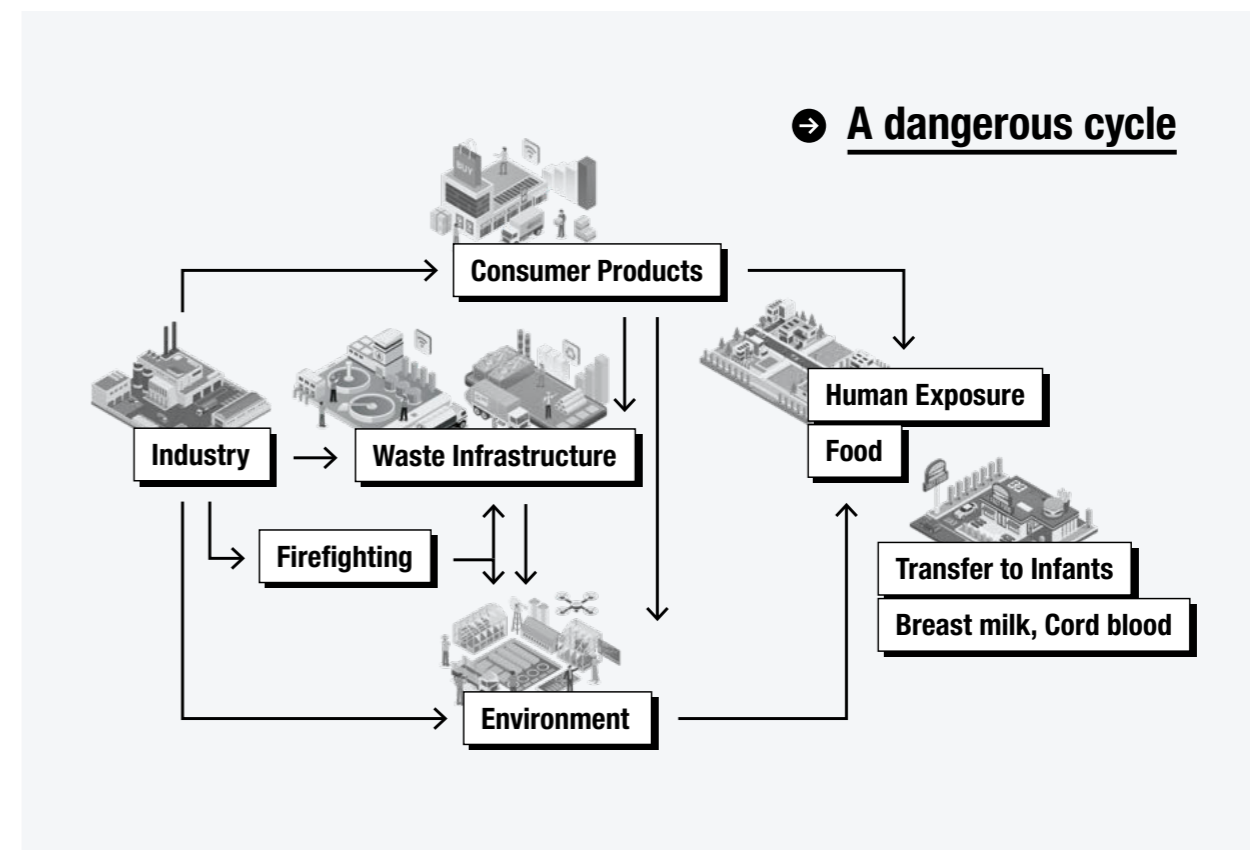 A dangerous cycle
BUY
Consumer Products
Human Exposure
Food
Industry
Waste Infrastructure
Firefighting
Transfer to Infants
Breast milk, Cord blood
Environment